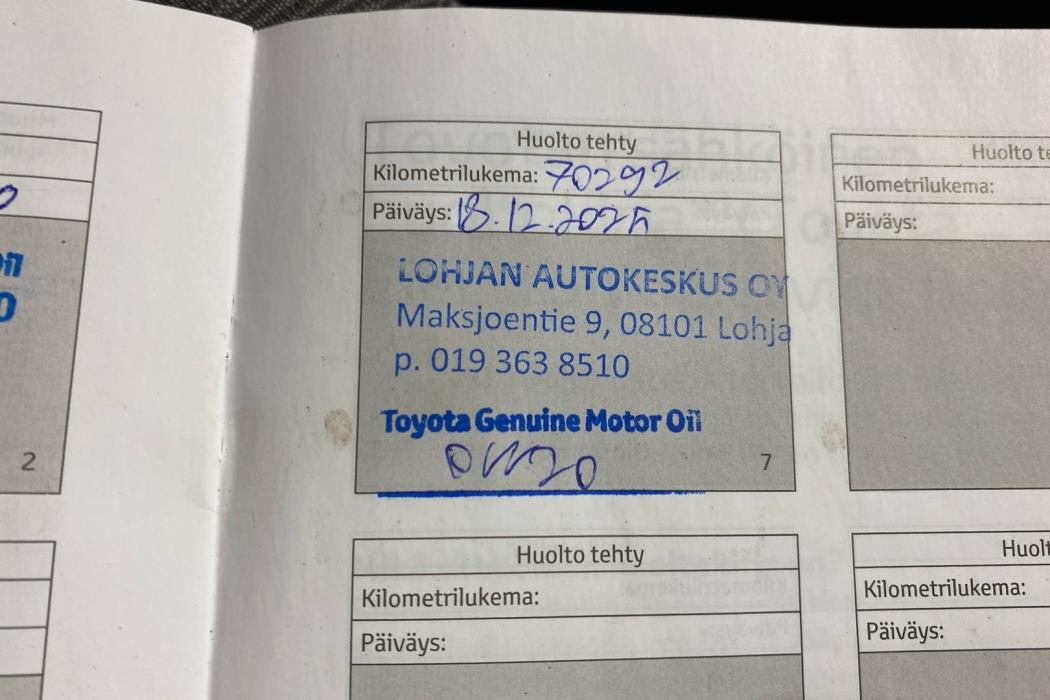 2
Huolto tehty
Kilometrilukema: 70292
Päiväys: 18.12.2025
LOHJAN AUTOKESKUS OY
Maksjoentie 9, 08101 Lohja
p. 019 363 8510
Toyota Genuine Motor Oil
0W20
7
Huolto te
Kilometrilukema:
Päiväys:
Huolto tehty
Kilometrilukema:
Päiväys:
Huolt
Kilometrilukema:
Päiväys: